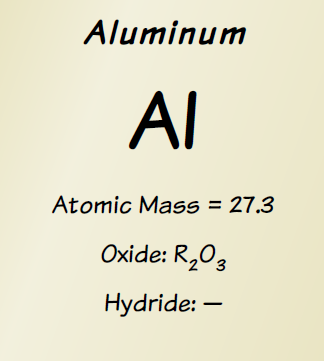 Aluminum
Al
Atomic Mass = 27.3
Oxide: R₂O₃
Hydride: —